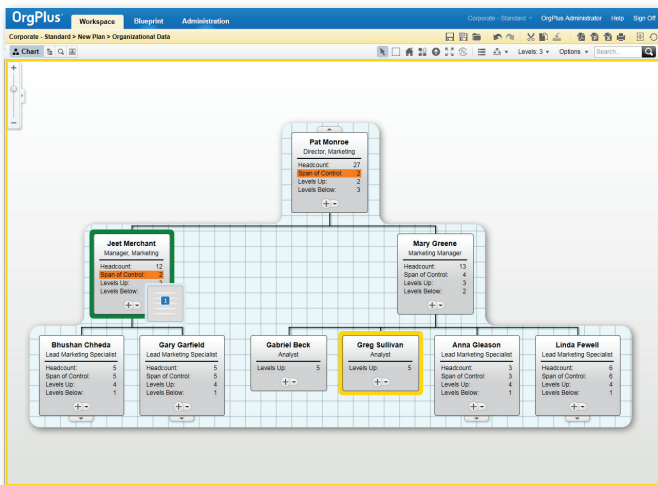 OrgPlus
Workspace
Blueprint
Administration
Corporate - Standard
OrgPlus Administrator
Help
Sign Off
Corporate - Standard > New Plan > Organizational Data
Chart
Levels: 3
Options
Search...
Pat Monroe
Director, Marketing
Headcount: 27
Span of Control: 2
Levels Up: 2
Levels Below: 3
Jeet Merchant
Manager, Marketing
Headcount: 12
Span of Control: 2
Levels Up: 3
Levels Below:
1
Mary Greene
Marketing Manager
Headcount: 13
Span of Control: 4
Levels Up: 3
Levels Below: 2
Bhushan Chheda
Lead Marketing Specialist
Headcount: 5
Span of Control: 5
Levels Up: 4
Levels Below: 1
Gary Garfield
Lead Marketing Specialist
Headcount: 5
Span of Control: 5
Levels Up: 4
Levels Below: 1
Gabriel Beck
Analyst
Levels Up: 5
Greg Sullivan
Analyst
Levels Up: 5
Anna Gleason
Lead Marketing Specialist
Headcount: 3
Span of Control: 3
Levels Up: 4
Levels Below: 1
Linda Fewell
Lead Marketing Specialist
Headcount: 6
Span of Control: 6
Levels Up: 4
Levels Below: 1